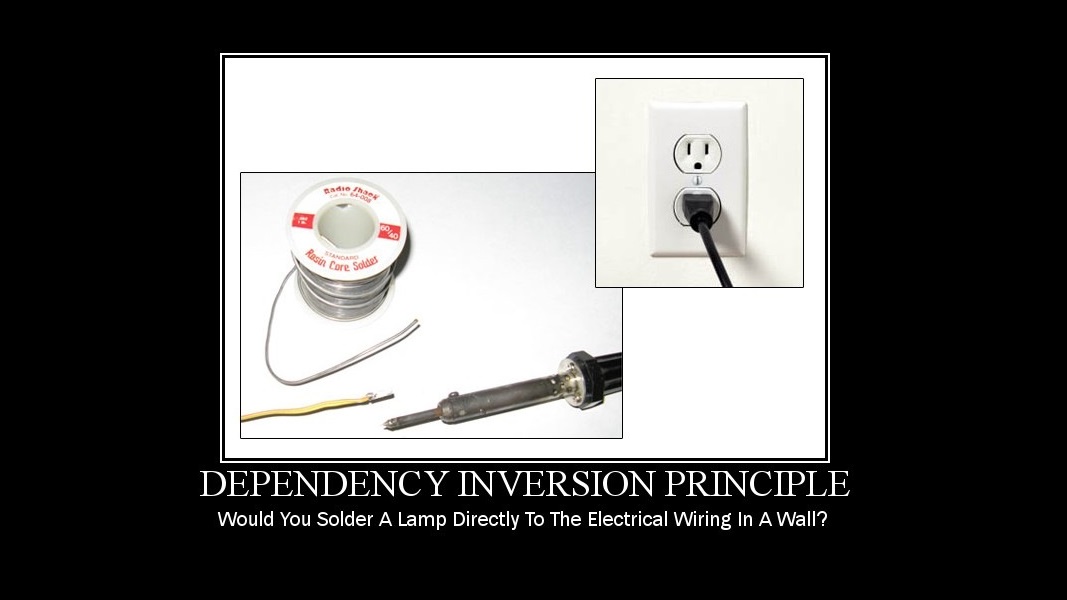 Radio Shack
Cat. No. 64-008
60/40
STANDARD
Rosin Core Solder
DEPENDENCY INVERSION PRINCIPLE
Would You Solder A Lamp Directly To The Electrical Wiring In A Wall?